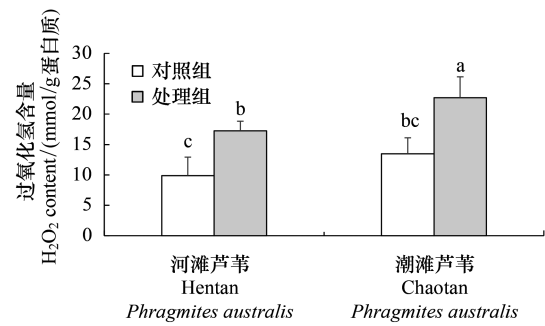 过氧化氢含量
H₂O₂ content/(mmol/g蛋白质)
30
25
20
15
10
5
0
对照组
处理组
c
b
bc
a
河滩芦苇
Hentan
Phragmites australis
潮滩芦苇
Chaotan
Phragmites australis